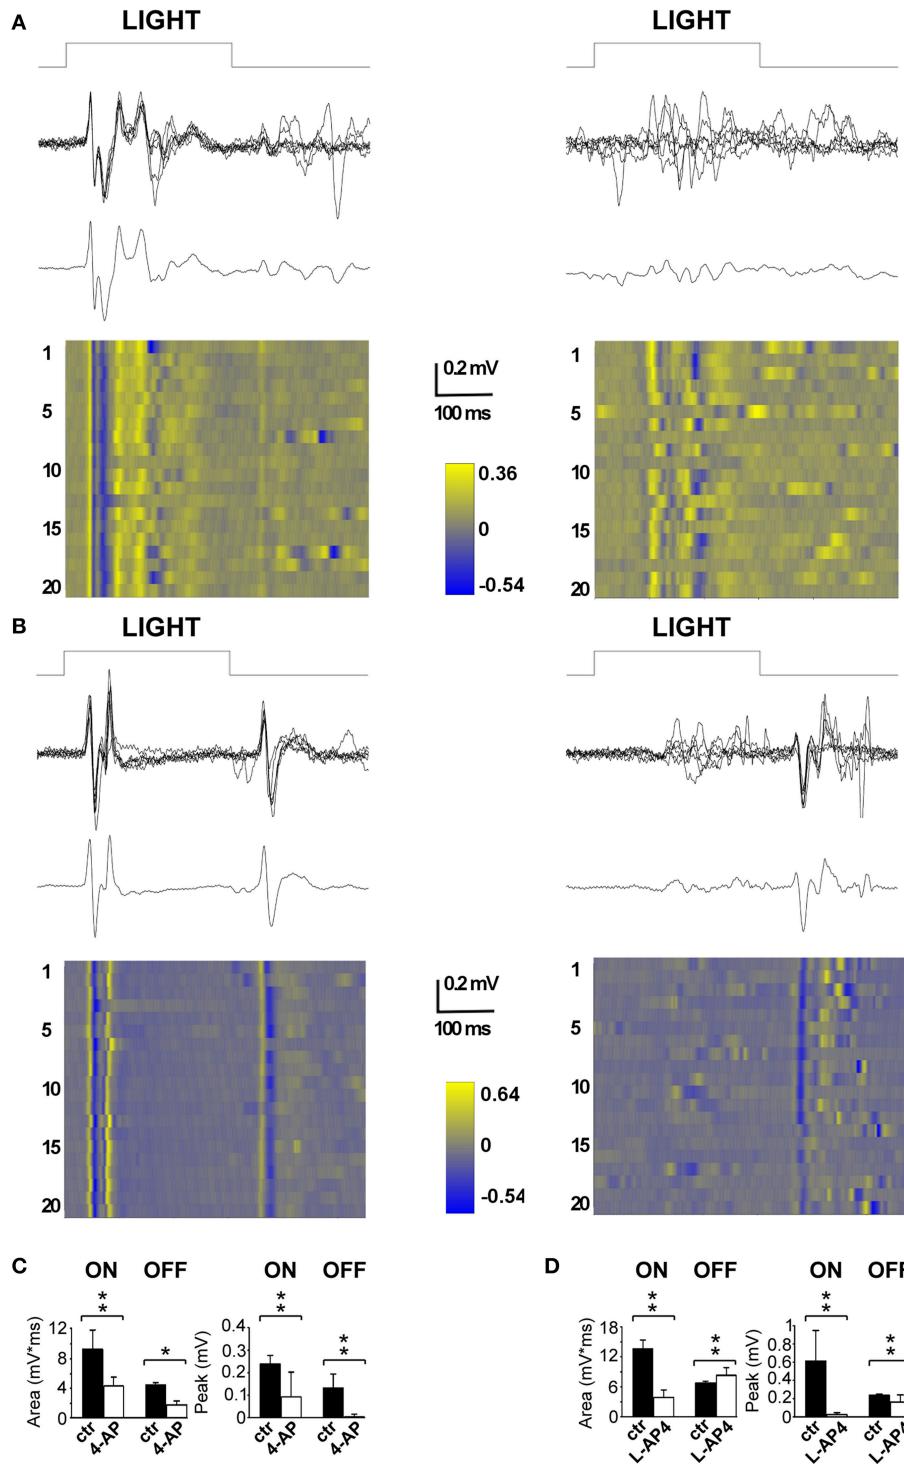 A
LIGHT
LIGHT
1
5
10
15
20
0.2 mV
100 ms
0.36
0
-0.54
1
5
10
15
20
B
LIGHT
LIGHT
1
5
10
15
20
0.2 mV
100 ms
0.64
0
-0.54
1
5
10
15
20
C
ON OFF
ON OFF
* *
*
* *
* *
Area (mV*ms)
12
8
4
0
ctr 4-AP ctr 4-AP
Peak (mV)
0.4
0.3
0.2
0.1
0
ctr 4-AP ctr 4-AP
D
ON OFF
ON OFF
* *
* *
* *
* *
Area (mV*ms)
18
12
6
0
ctr L-AP4 ctr L-AP4
Peak (mV)
1
0.8
0.6
0.4
0.2
0
ctr L-AP4 ctr L-AP4